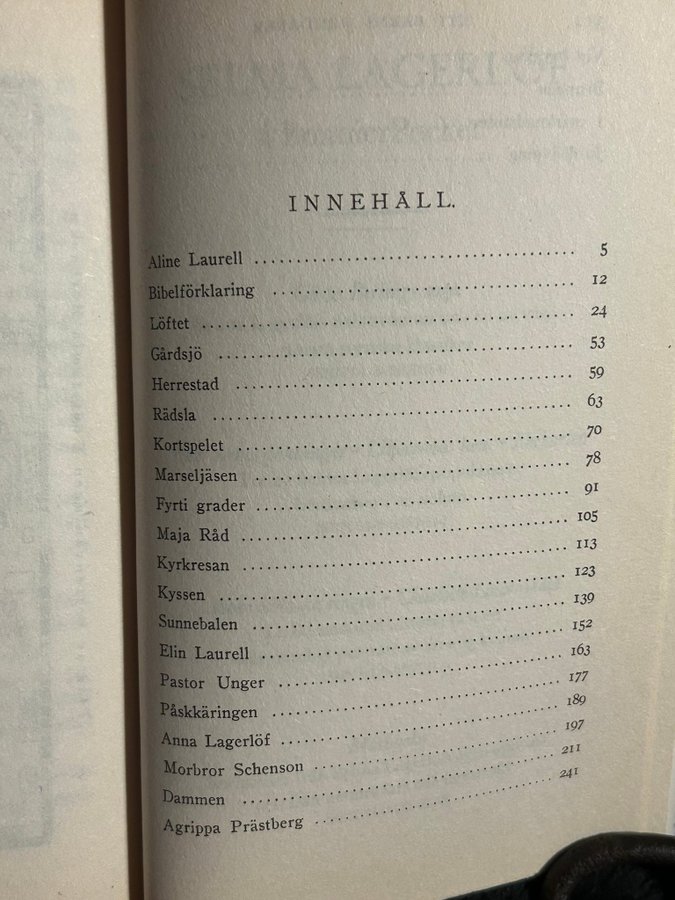 INNEHÅLL.
Aline Laurell 5
Bibelförklaring 12
Löftet 24
Gårdsjö 53
Herrestad 59
Rädsla 63
Kortspelet 70
Marseljäsen 78
Fyrti grader 91
Maja Råd 105
Kyrkresan 113
Kyssen 123
Sunnebalen 139
Elin Laurell 152
Pastor Unger 163
Påskkäringen 177
Anna Lagerlöf 189
Morbror Schenson 197
Dammen 211
Agrippa Prästberg 241